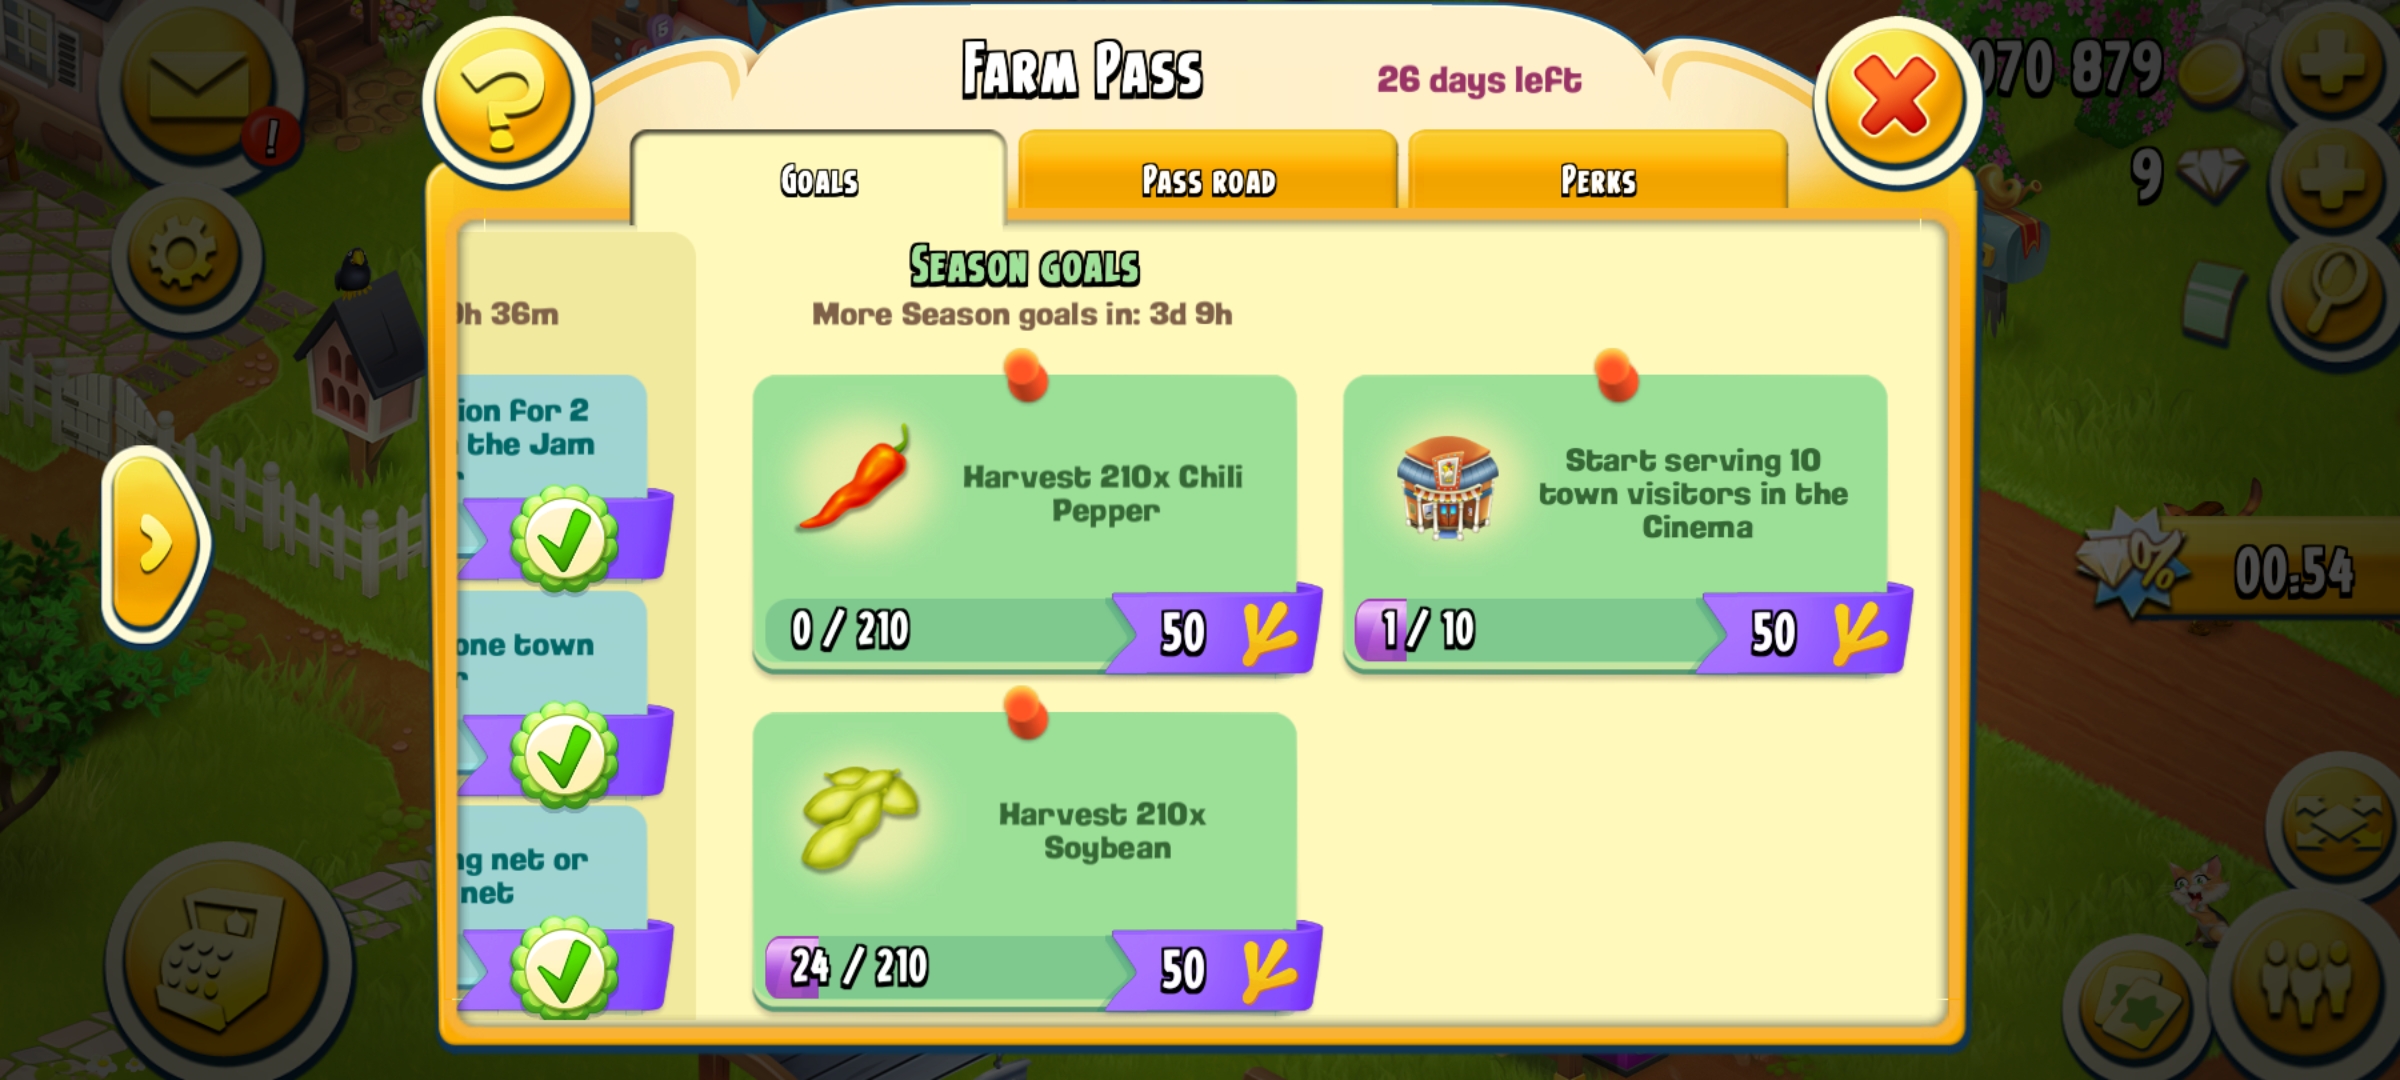 FARM PASS
26 days left
070 879
9
GOALS
PASS ROAD
PERKS
SEASON GOALS
More Season goals in: 3d 9h
h 36m
ion for 2
the Jam
one town
net or
net
Harvest 210x Chili
Pepper
0 / 210
50
Start serving 10
town visitors in the
Cinema
1 / 10
50
Harvest 210x
Soybean
24 / 210
50
%
00:54
!